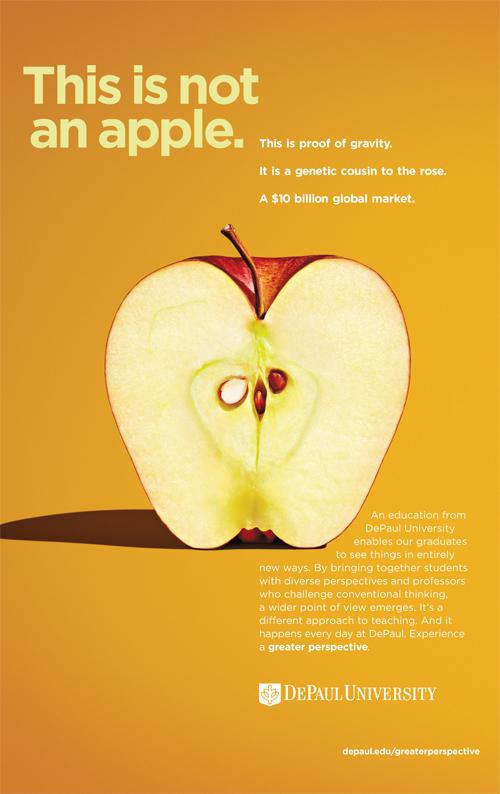 This is not
an apple.
This is proof of gravity.
It is a genetic cousin to the rose.
A $10 billion global market.
An education from
DePaul University
enables our graduates
to see things in entirely
new ways. By bringing together students
with diverse perspectives and professors
who challenge conventional thinking,
a wider point of view emerges. It's a
different approach to teaching. And it
happens every day at DePaul. Experience
a greater perspective.
DEPAUL UNIVERSITY
depaul.edu/greaterperspective